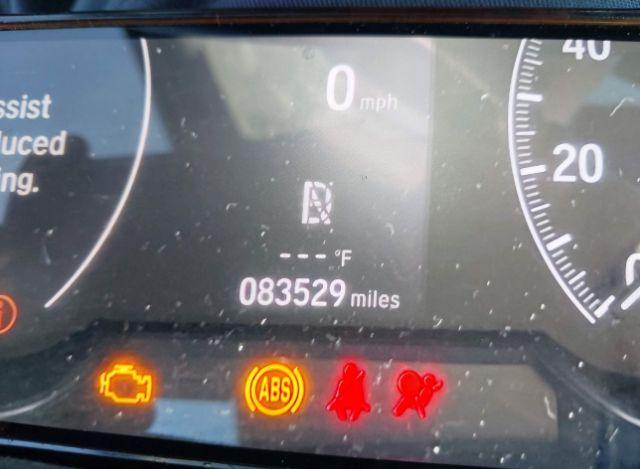 ssist
duced
ing.
0 mph
40
20
--- °F
083529 miles
ABS